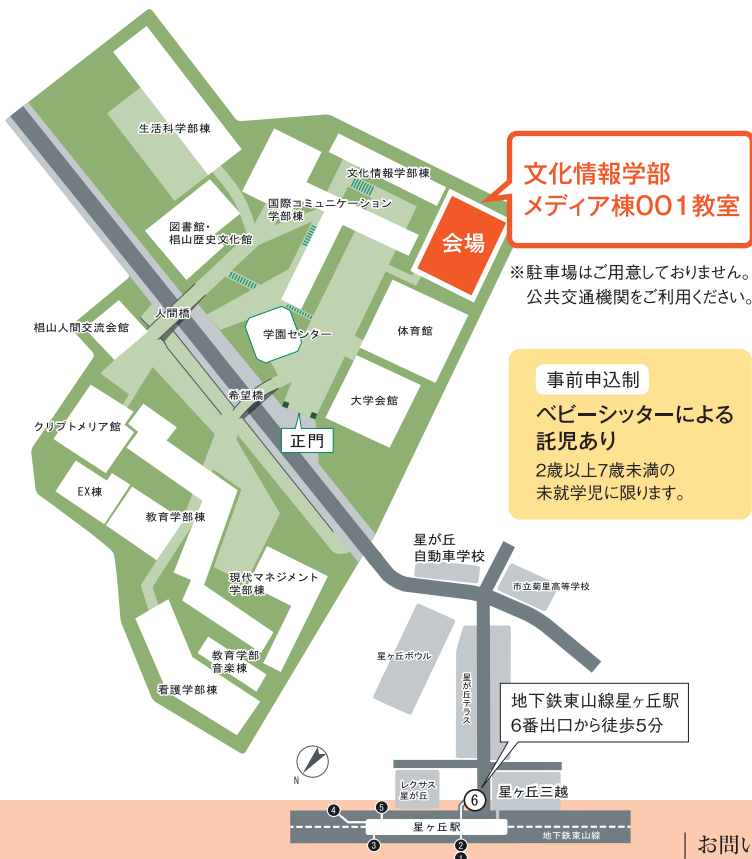 生活科学部棟
文化情報学部棟
国際コミュニケーション
学部棟
図書館・
椙山歴史文化館
会場
文化情報学部
メディア棟001教室
※駐車場はご用意しておりません。
公共交通機関をご利用ください。
人間橋
椙山人間交流会館
学園センター
体育館
希望橋
大学会館
正門
事前申込制
ベビーシッターによる
託児あり
2歳以上7歳未満の
未就学児に限ります。
クリプトメリア館
EX棟
教育学部棟
現代マネジメント
学部棟
教育学部
音楽棟
看護学部棟
星が丘
自動車学校
市立菊里高等学校
星ヶ丘ボウル
星が丘テラス
地下鉄東山線星ヶ丘駅
6番出口から徒歩5分
N
レクサス
星が丘
6
星ヶ丘三越
4
5
星ヶ丘駅
地下鉄東山線
3
2
1
お問い